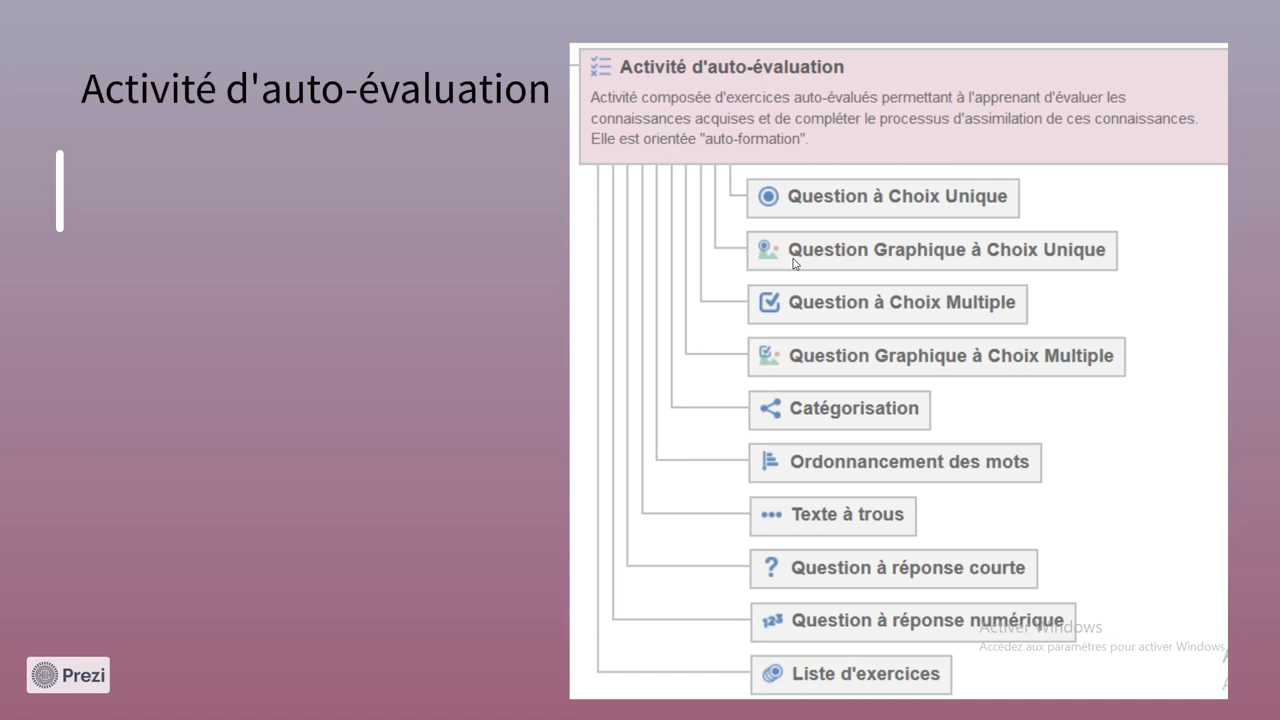 Activité d'auto-évaluation
Activité d'auto-évaluation
Activité composée d'exercices auto-évalués permettant à l'apprenant d'évaluer les
connaissances acquises et de compléter le processus d'assimilation de ces connaissances.
Elle est orientée "auto-formation".
Question à Choix Unique
Question Graphique à Choix Unique
Question à Choix Multiple
Question Graphique à Choix Multiple
Catégorisation
Ordonnancement des mots
Texte à trous
Question à réponse courte
123 Question à réponse numérique
Activer Windows
Accédez aux paramètres pour activer Windows.
Liste d'exercices
Prezi